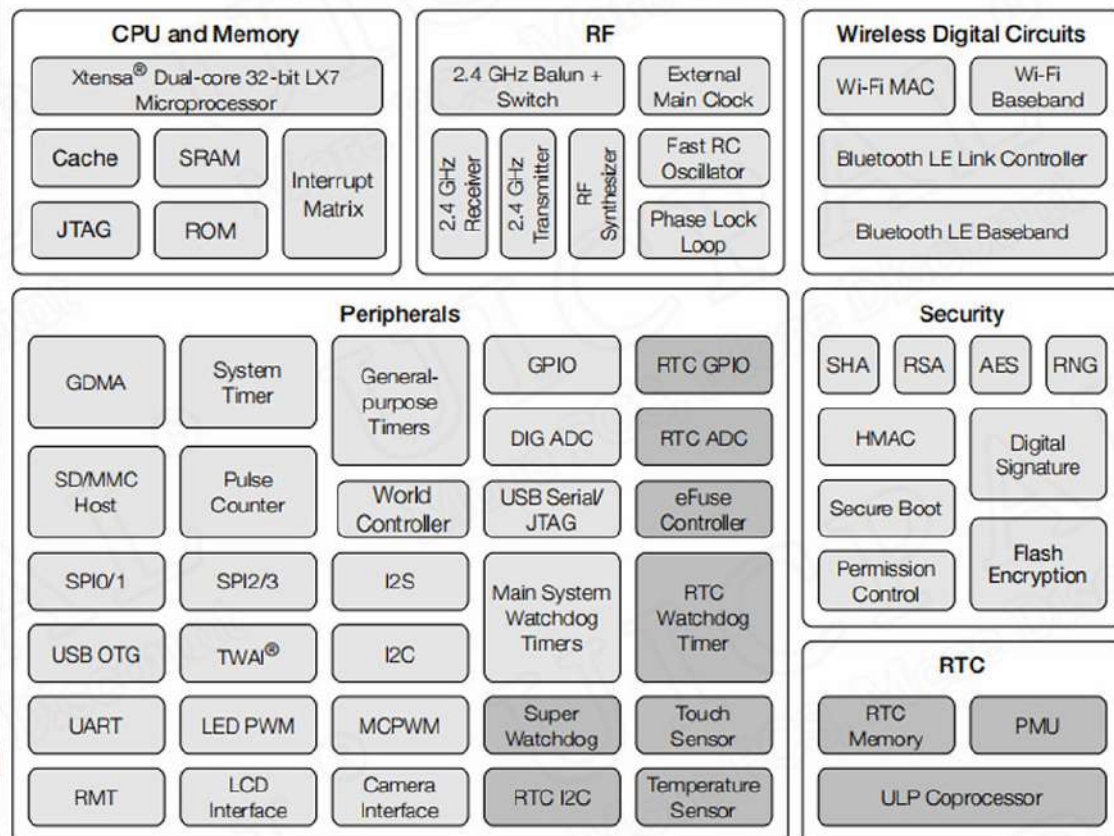 CPU and Memory
Xtensa® Dual-core 32-bit LX7
Microprocessor
Cache
SRAM
Interrupt
Matrix
JTAG
ROM
RF
2.4 GHz Balun +
Switch
External
Main Clock
2.4 GHz
Receiver
2.4 GHz
Transmitter
RF
Synthesizer
Fast RC
Oscillator
Phase Lock
Loop
Wireless Digital Circuits
Wi-Fi MAC
Wi-Fi
Baseband
Bluetooth LE Link Controller
Bluetooth LE Baseband
Peripherals
GDMA
System
Timer
General-
purpose
Timers
GPIO
RTC GPIO
DIG ADC
RTC ADC
SD/MMC
Host
Pulse
Counter
World
Controller
USB Serial/
JTAG
eFuse
Controller
SPI0/1
SPI2/3
I2S
Main System
Watchdog
Timers
RTC
Watchdog
Timer
USB OTG
TWAI®
I2C
UART
LED PWM
MCPWM
Super
Watchdog
Touch
Sensor
RMT
LCD
Interface
Camera
Interface
RTC I2C
Temperature
Sensor
Security
SHA
RSA
AES
RNG
HMAC
Digital
Signature
Secure Boot
Flash
Encryption
Permission
Control
RTC
RTC
Memory
PMU
ULP Coprocessor